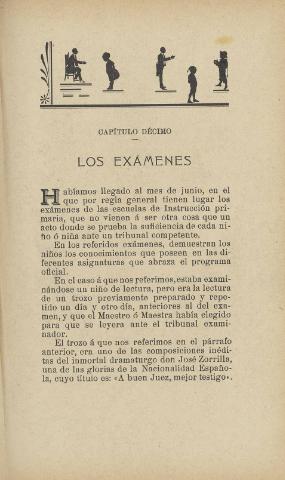 CAPÍTULO DÉCIMO
LOS EXÁMENES
Habíamos llegado al mes de junio, en el
que por regla general tienen lugar los
exámenes de las escuelas de Instrucción pri-
maria, que no vienen á ser otra cosa que un
acto donde se prueba la suficiencia de cada ni-
ño ó niña ante un tribunal competente.
En los referidos exámenes, demuestran los
niños los conocimientos que poseen en las di-
ferentes asignaturas que abraza el programa
oficial.
En el caso á que nos referimos, estaba exami-
nándose un niño de lectura, pero era la lectura
de un trozo previamente preparado y repe-
tido un día y otro día, anteriores al del exa-
men, y que el Maestro ó Maestra había elegido
para que se leyera ante el tribunal exami-
nador.
El trozo á que nos referimos en el párrafo
anterior, era uno de las composiciones inédi-
tas del inmortal dramaturgo don José Zorrilla,
una de las glorias de la Nacionalidad Españo-
la, cuyo título es: «A buen Juez, mejor testigo».